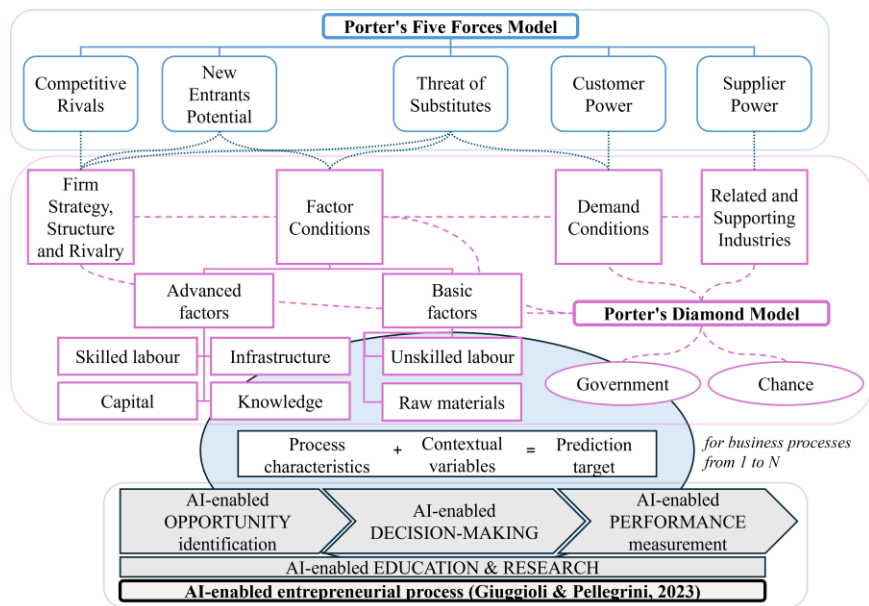 Porter's Five Forces Model
Competitive
Rivals
New
Entrants
Potential
Threat of
Substitutes
Customer
Power
Supplier
Power
Firm
Strategy,
Structure
and Rivalry
Factor
Conditions
Demand
Conditions
Related and
Supporting
Industries
Advanced
factors
Basic
factors
Porter's Diamond Model
Skilled labour
Infrastructure
Unskilled labour
Capital
Knowledge
Raw materials
Government
Chance
Process
characteristics
+
Contextual
variables
=
Prediction
target
for business processes
from 1 to N
AI-enabled
OPPORTUNITY
identification
AI-enabled
DECISION-MAKING
AI-enabled
PERFORMANCE
measurement
AI-enabled EDUCATION & RESEARCH
AI-enabled entrepreneurial process (Giuggioli & Pellegrini, 2023)